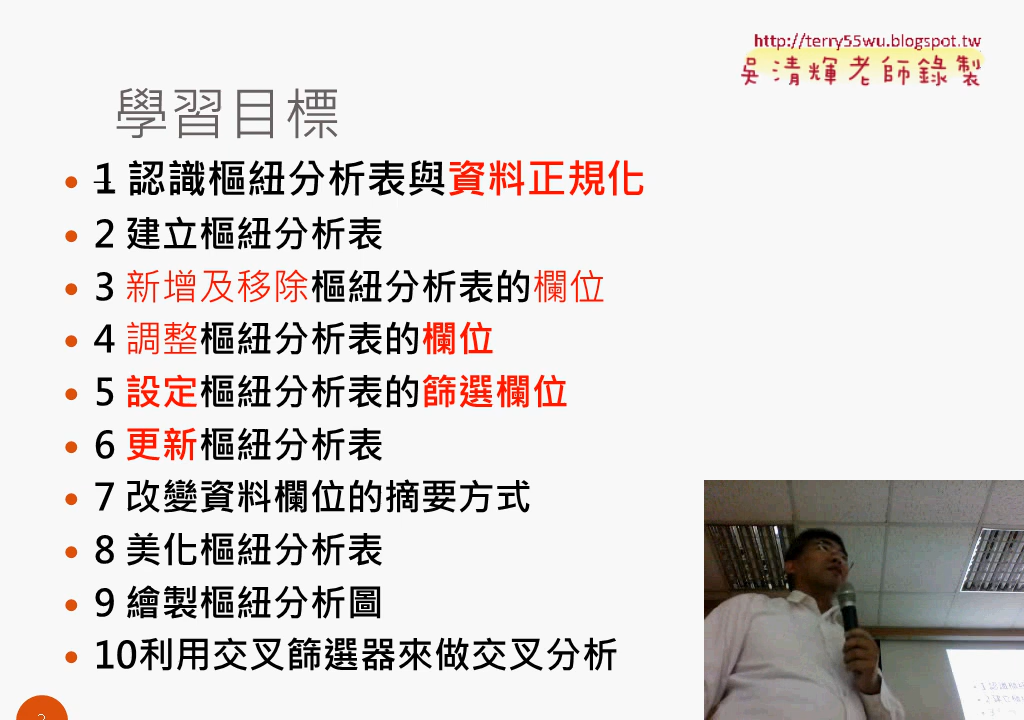 http://terry55wu.blogspot.tw
吳清輝老師錄製
學習目標
1 認識樞紐分析表與資料正規化
2 建立樞紐分析表
3 新增及移除樞紐分析表的欄位
4 調整樞紐分析表的欄位
5 設定樞紐分析表的篩選欄位
6 更新樞紐分析表
7 改變資料欄位的摘要方式
8 美化樞紐分析表
9 繪製樞紐分析圖
10利用交叉篩選器來做交叉分析